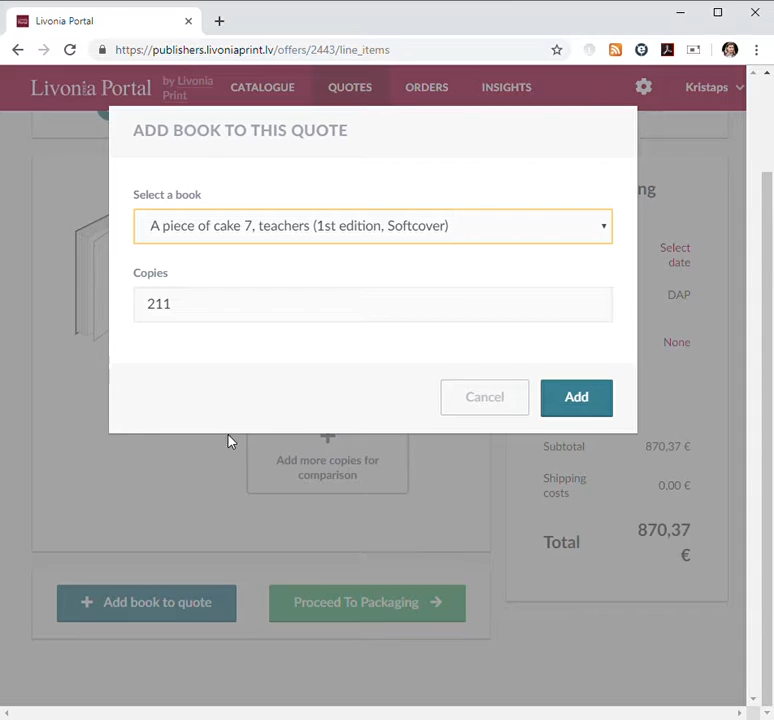 Livonia Portal
https://publishers.livoniaprint.lv/offers/2443/line_items
Livonia Portal
by Livonia
Print
CATALOGUE
QUOTES
ORDERS
INSIGHTS
Kristaps
ADD BOOK TO THIS QUOTE
Select a book
A piece of cake 7, teachers (1st edition, Softcover)
Copies
211
Cancel
Add
ng
Select
date
DAP
None
Add more copies for
comparison
Subtotal 870,37 €
Shipping
costs 0,00 €
Total 870,37
€
Add book to quote
Proceed To Packaging